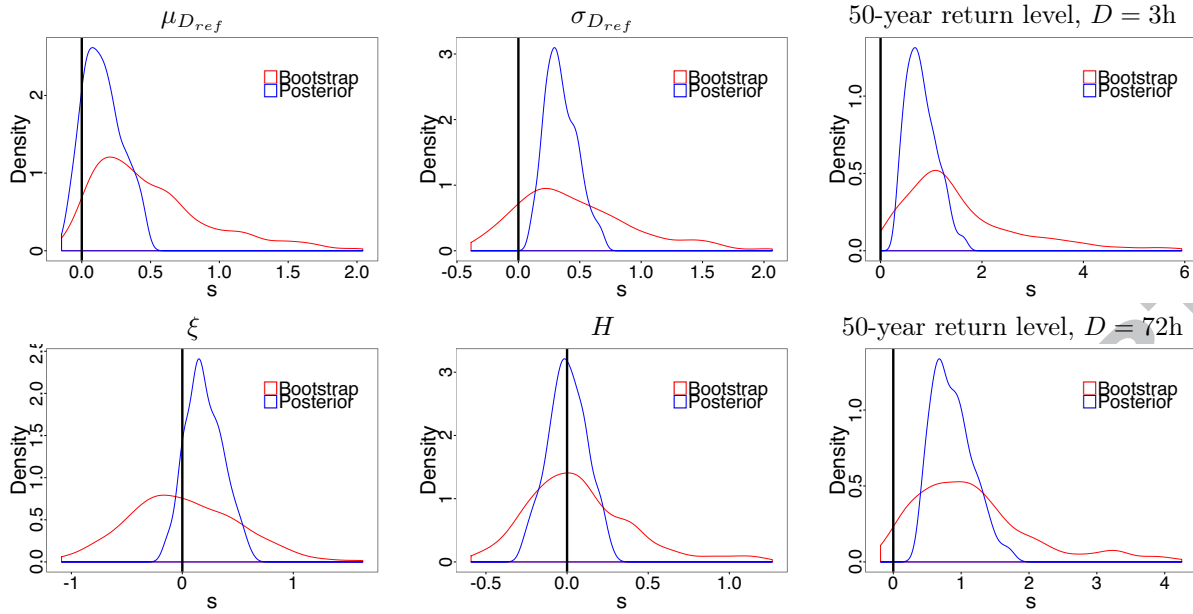 μ_{D_{ref}}
Density
0 1 2
0.0 0.5 1.0 1.5 2.0
s
Bootstrap
Posterior
σ_{D_{ref}}
Density
0 1 2 3
-0.5 0.0 0.5 1.0 1.5 2.0
s
Bootstrap
Posterior
50-year return level, D = 3h
Density
0.0 0.5 1.0
0 2 4 6
s
Bootstrap
Posterior
ξ
Density
0.0 0.5 1.0 1.5 2.0 2.5
-1 0 1
s
Bootstrap
Posterior
H
Density
0 1 2 3
-0.5 0.0 0.5 1.0
s
Bootstrap
Posterior
50-year return level, D = 72h
Density
0.0 0.5 1.0
0 1 2 3 4
s
Bootstrap
Posterior